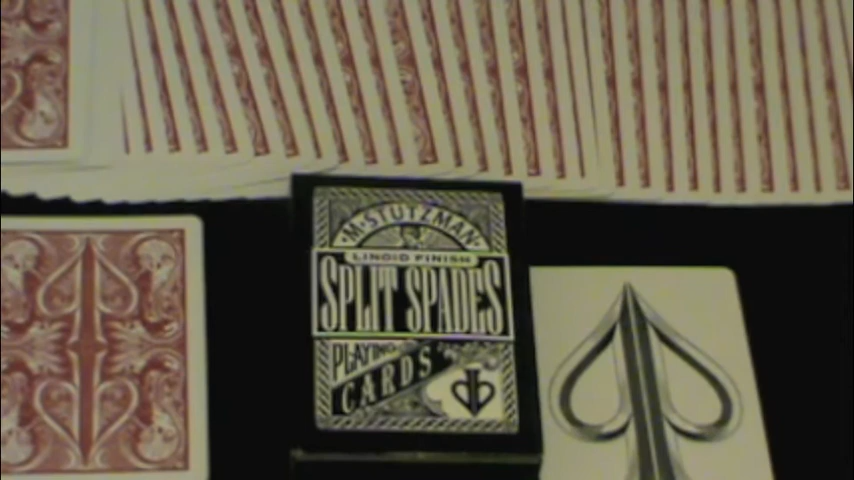 M•STUTZMAN
LINOID FINISH
SPLIT SPADES
PLAYING
CARDS